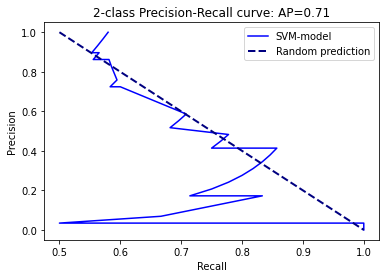 2-class Precision-Recall curve: AP=0.71
SVM-model
Random prediction
Precision
1.0
0.8
0.6
0.4
0.2
0.0
0.5 0.6 0.7 0.8 0.9 1.0
Recall